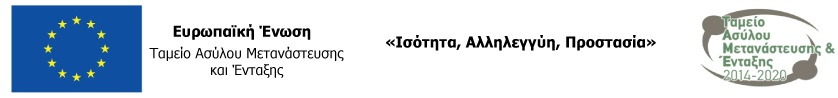 Ευρωπαϊκή Ένωση
Ταμείο Ασύλου Μετανάστευσης
και Ένταξης
«Ισότητα, Αλληλεγγύη, Προστασία»
Ταμείο
Ασύλου
Μετανάστευσης &
Ένταξης
2014-2020